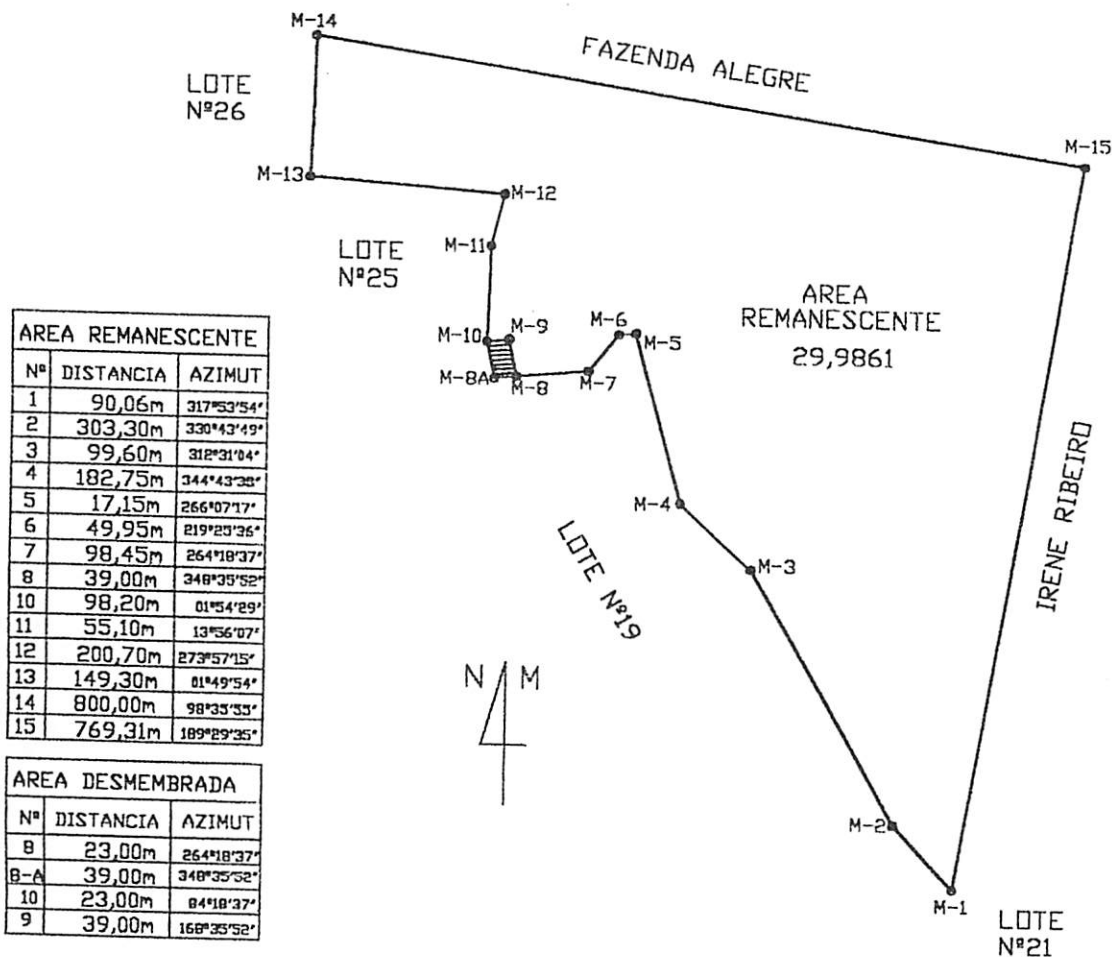 M-14
FAZENDA ALEGRE
LOTE
Nº26
M-15
M-13
M-12
M-11
LOTE
Nº25
AREA
REMANESCENTE
29,9861
M-10
M-9
M-6
M-5
M-8A
M-8
M-7
IRENE RIBEIRO
M-4
M-3
LOTE Nº19
N M
M-2
M-1
LOTE
Nº21
AREA REMANESCENTE
Nº DISTANCIA AZIMUT
1 90,06m 317°53'54"
2 303,30m 330°43'49"
3 99,60m 312°31'04"
4 182,75m 344°43'38"
5 17,15m 266°07'17"
6 49,95m 219°25'36"
7 98,45m 264°18'37"
8 39,00m 348°35'52"
10 98,20m 01°54'29"
11 55,10m 13°56'07"
12 200,70m 273°57'15"
13 149,30m 01°49'54"
14 800,00m 98°35'55"
15 769,31m 189°29'35"
AREA DESMEMBRADA
Nº DISTANCIA AZIMUT
8 23,00m 264°18'37"
8-A 39,00m 348°35'52"
10 23,00m 84°18'37"
9 39,00m 168°35'52"